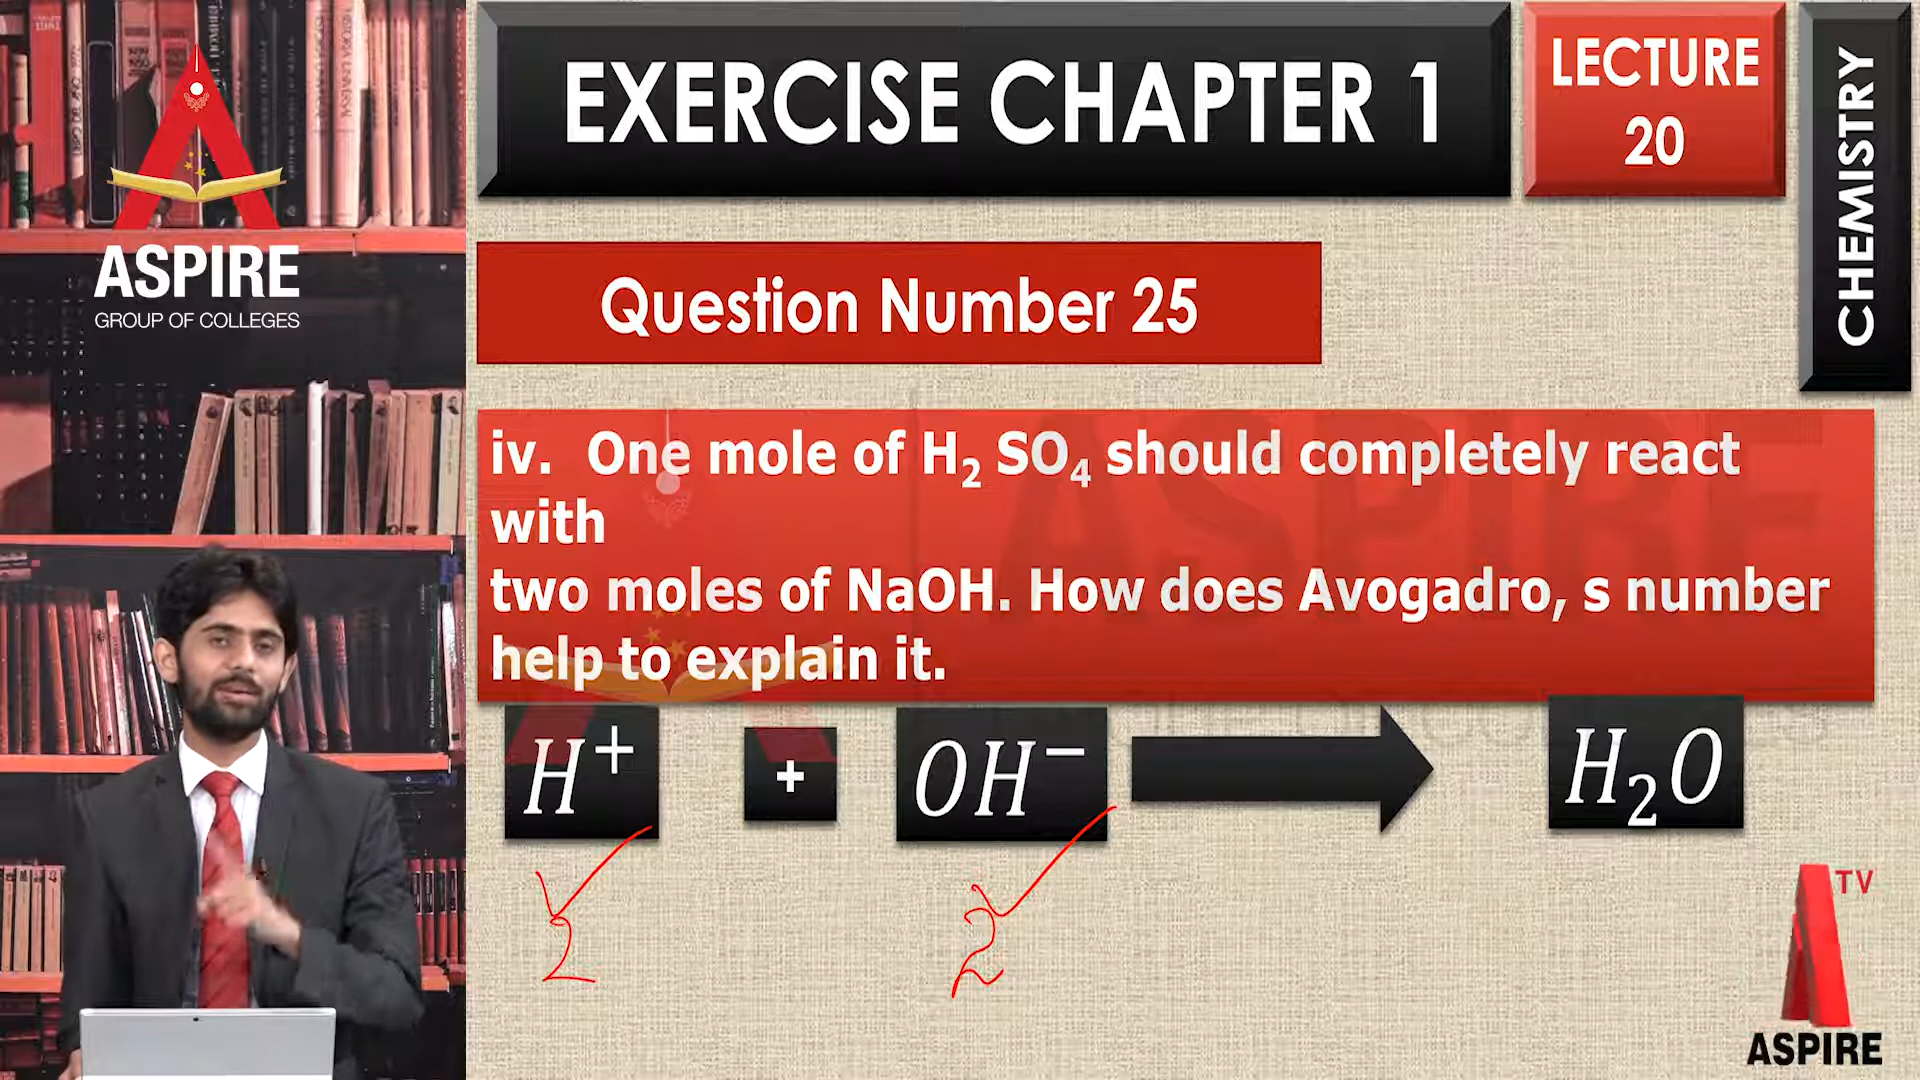 ASPIRE
GROUP OF COLLEGES
EXERCISE CHAPTER 1
LECTURE
20
CHEMISTRY
Question Number 25
iv. One mole of H₂ SO₄ should completely react
with
two moles of NaOH. How does Avogadro, s number
help to explain it.
H⁺ + OH⁻ H₂O
2 2
TV
ASPIRE